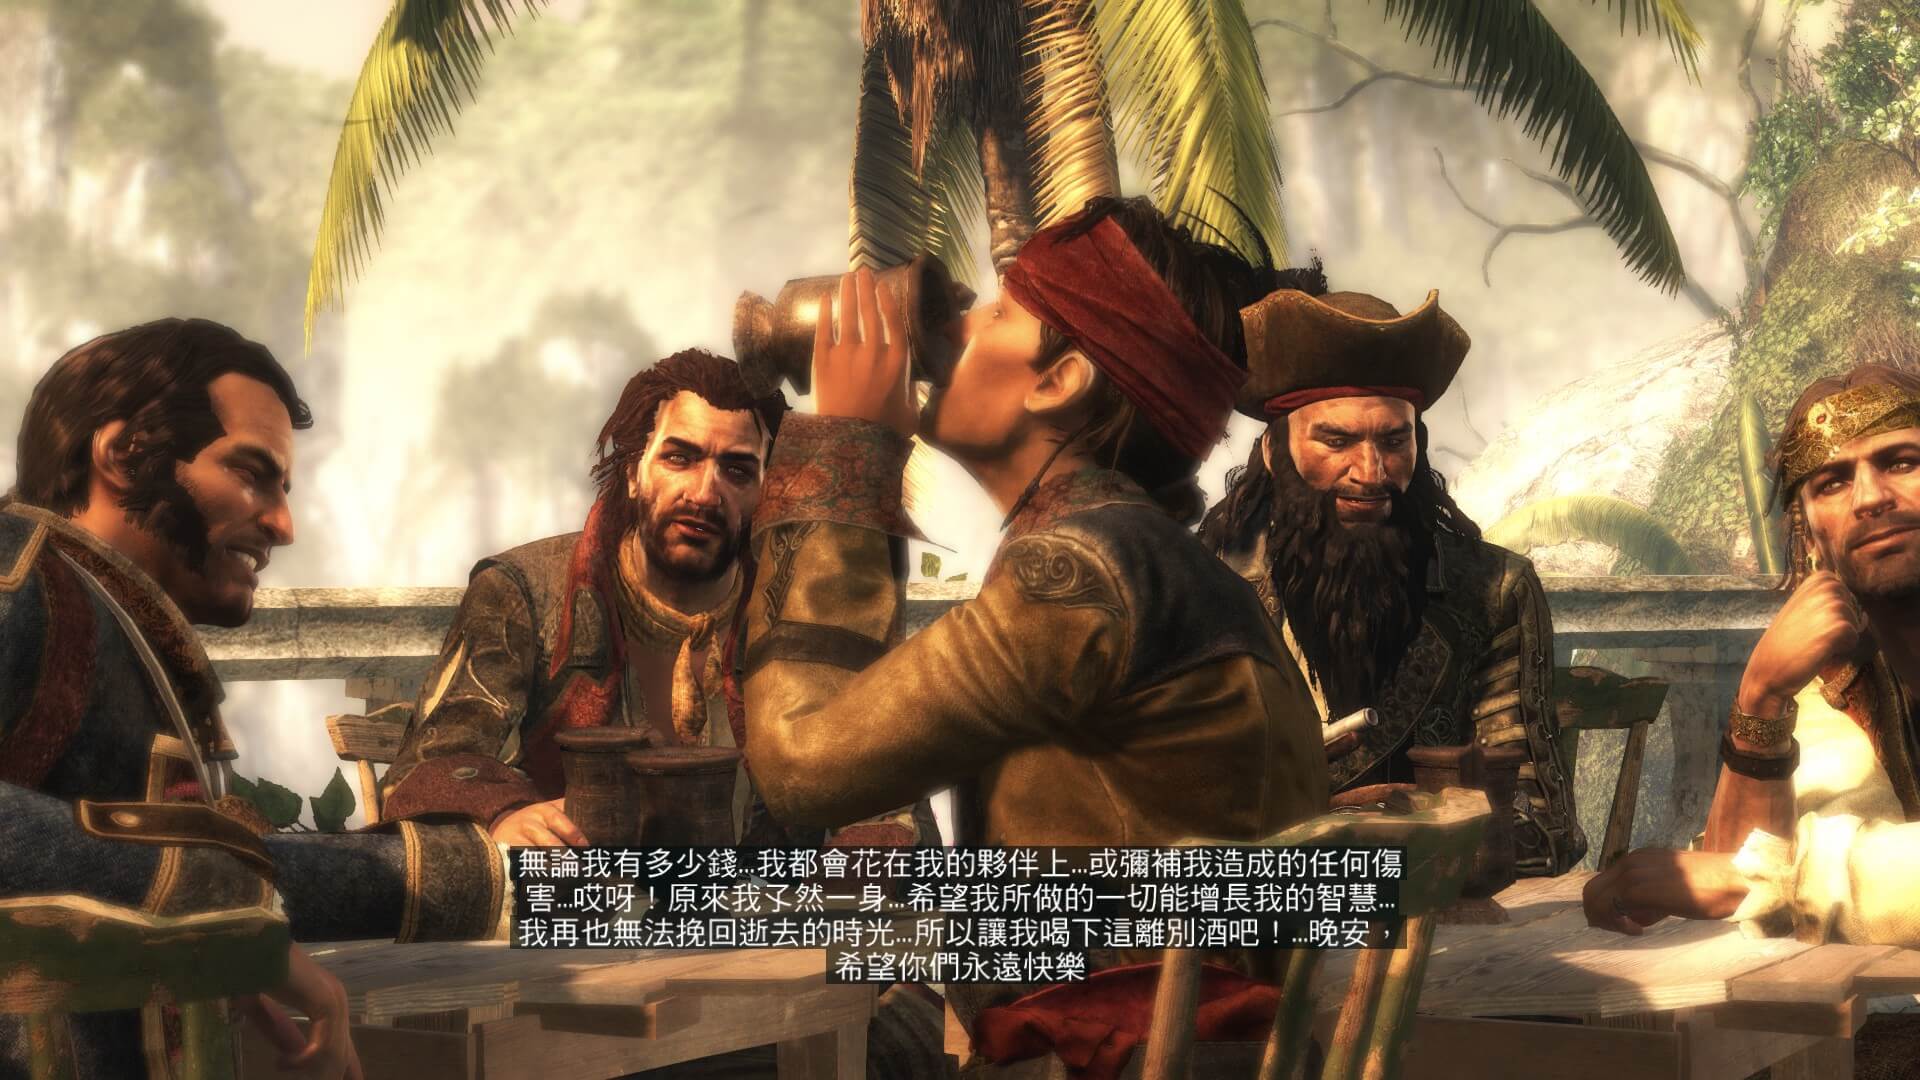 無論我有多少錢...我都會花在我的夥伴上...或彌補我造成的任何傷
害...哎呀！原來我孑然一身...希望我所做的一切能增長我的智慧...
我再也無法挽回逝去的時光...所以讓我喝下這離別酒吧！...晚安，
希望你們永遠快樂